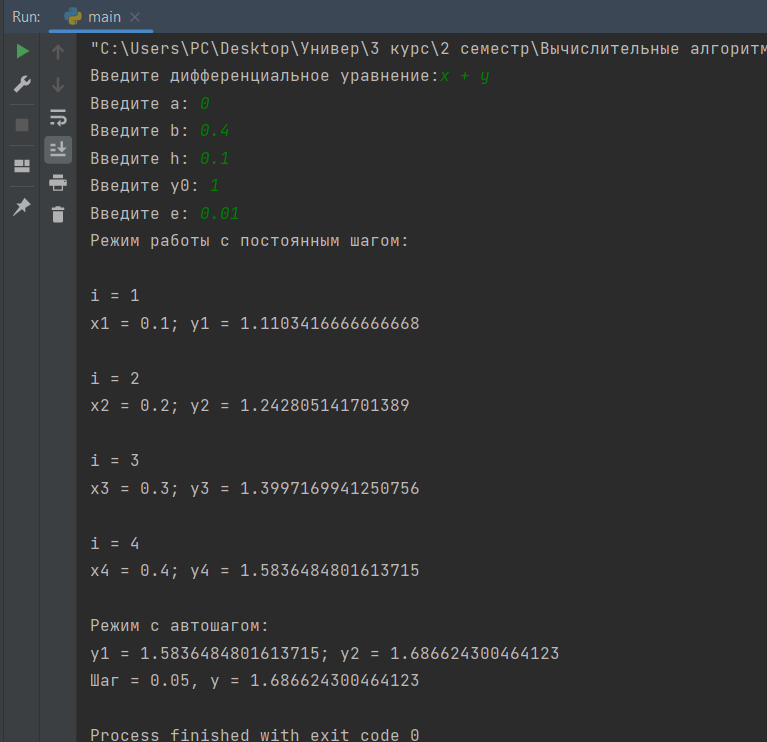 Run: main
"C:\Users\PC\Desktop\Универ\3 курс\2 семестр\Вычислительные
Введите дифференциальное уравнение:x + y
Введите a: 0
Введите b: 0.4
Введите h: 0.1
Введите y0: 1
Введите e: 0.01
Режим работы с постоянным шагом:
i = 1
x1 = 0.1; y1 = 1.1103416666666668
i = 2
x2 = 0.2; y2 = 1.242805141701389
i = 3
x3 = 0.3; y3 = 1.3997169941250756
i = 4
x4 = 0.4; y4 = 1.5836484801613715
Режим с автошагом:
y1 = 1.5836484801613715; y2 = 1.686624300464123
Шаг = 0.05, y = 1.686624300464123
Process finished with exit code 0